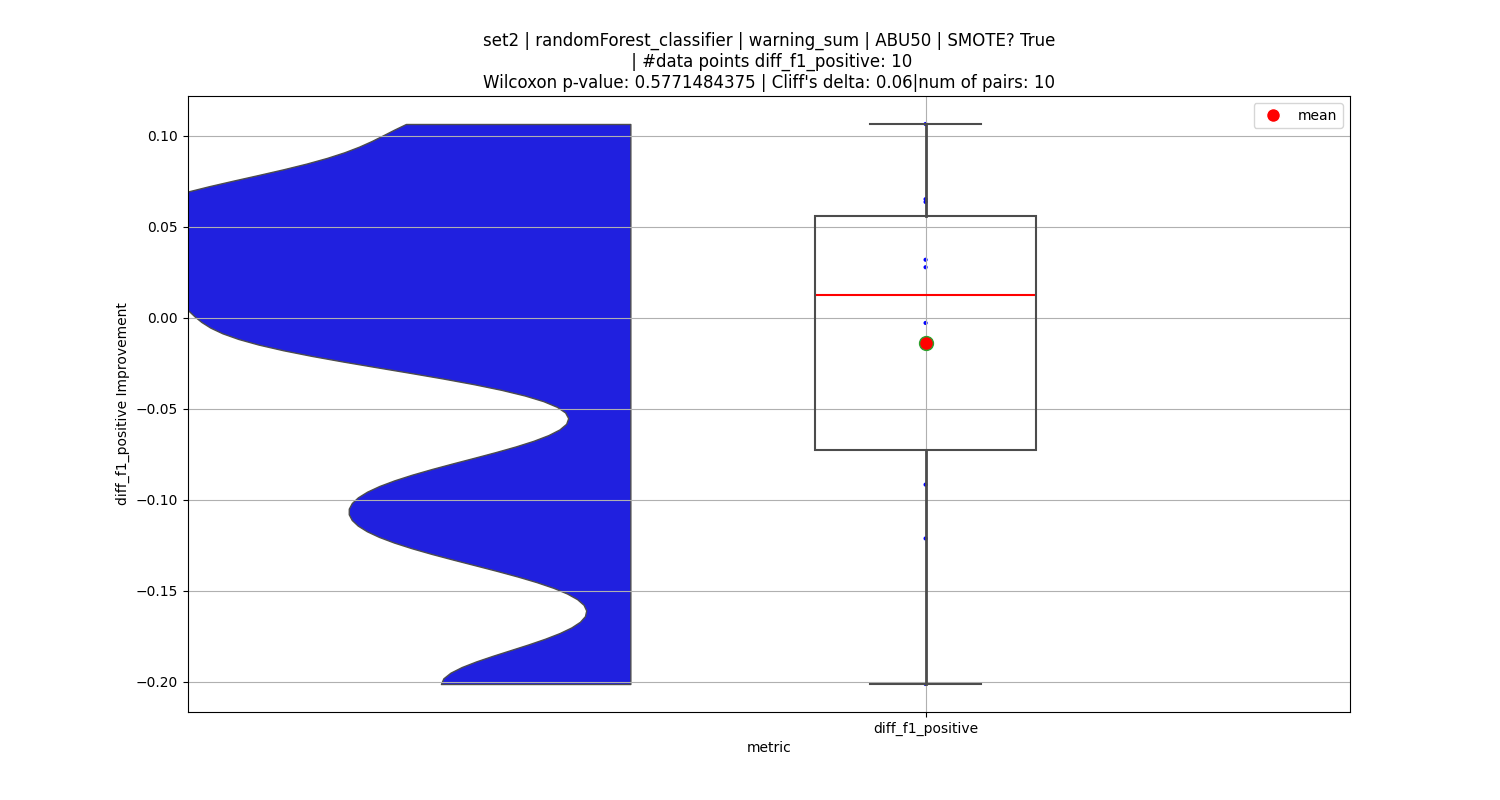 set2 | randomForest_classifier | warning_sum | ABU50 | SMOTE? True
| #data points diff_f1_positive: 10
Wilcoxon p-value: 0.5771484375 | Cliff's delta: 0.06|num of pairs: 10
mean
0.10
0.05
0.00
−0.05
−0.10
−0.15
−0.20
diff_f1_positive Improvement
diff_f1_positive
metric